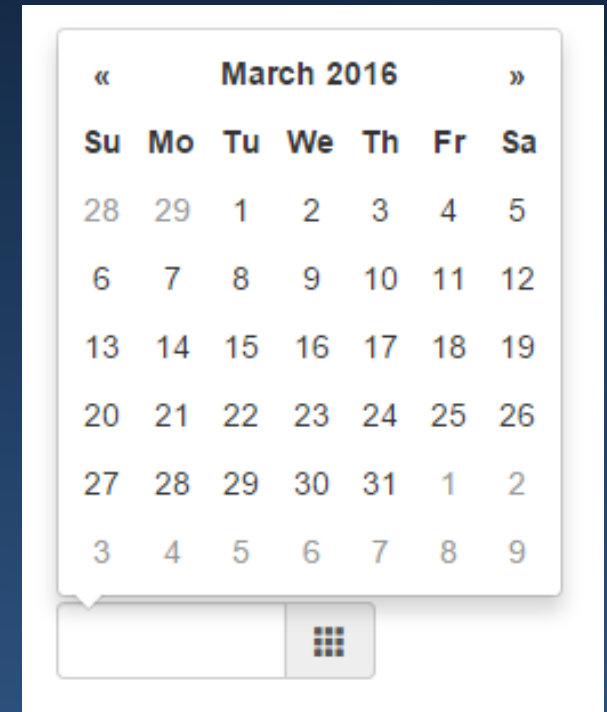 « March 2016 »
Su Mo Tu We Th Fr Sa
28 29 1 2 3 4 5
6 7 8 9 10 11 12
13 14 15 16 17 18 19
20 21 22 23 24 25 26
27 28 29 30 31 1 2
3 4 5 6 7 8 9